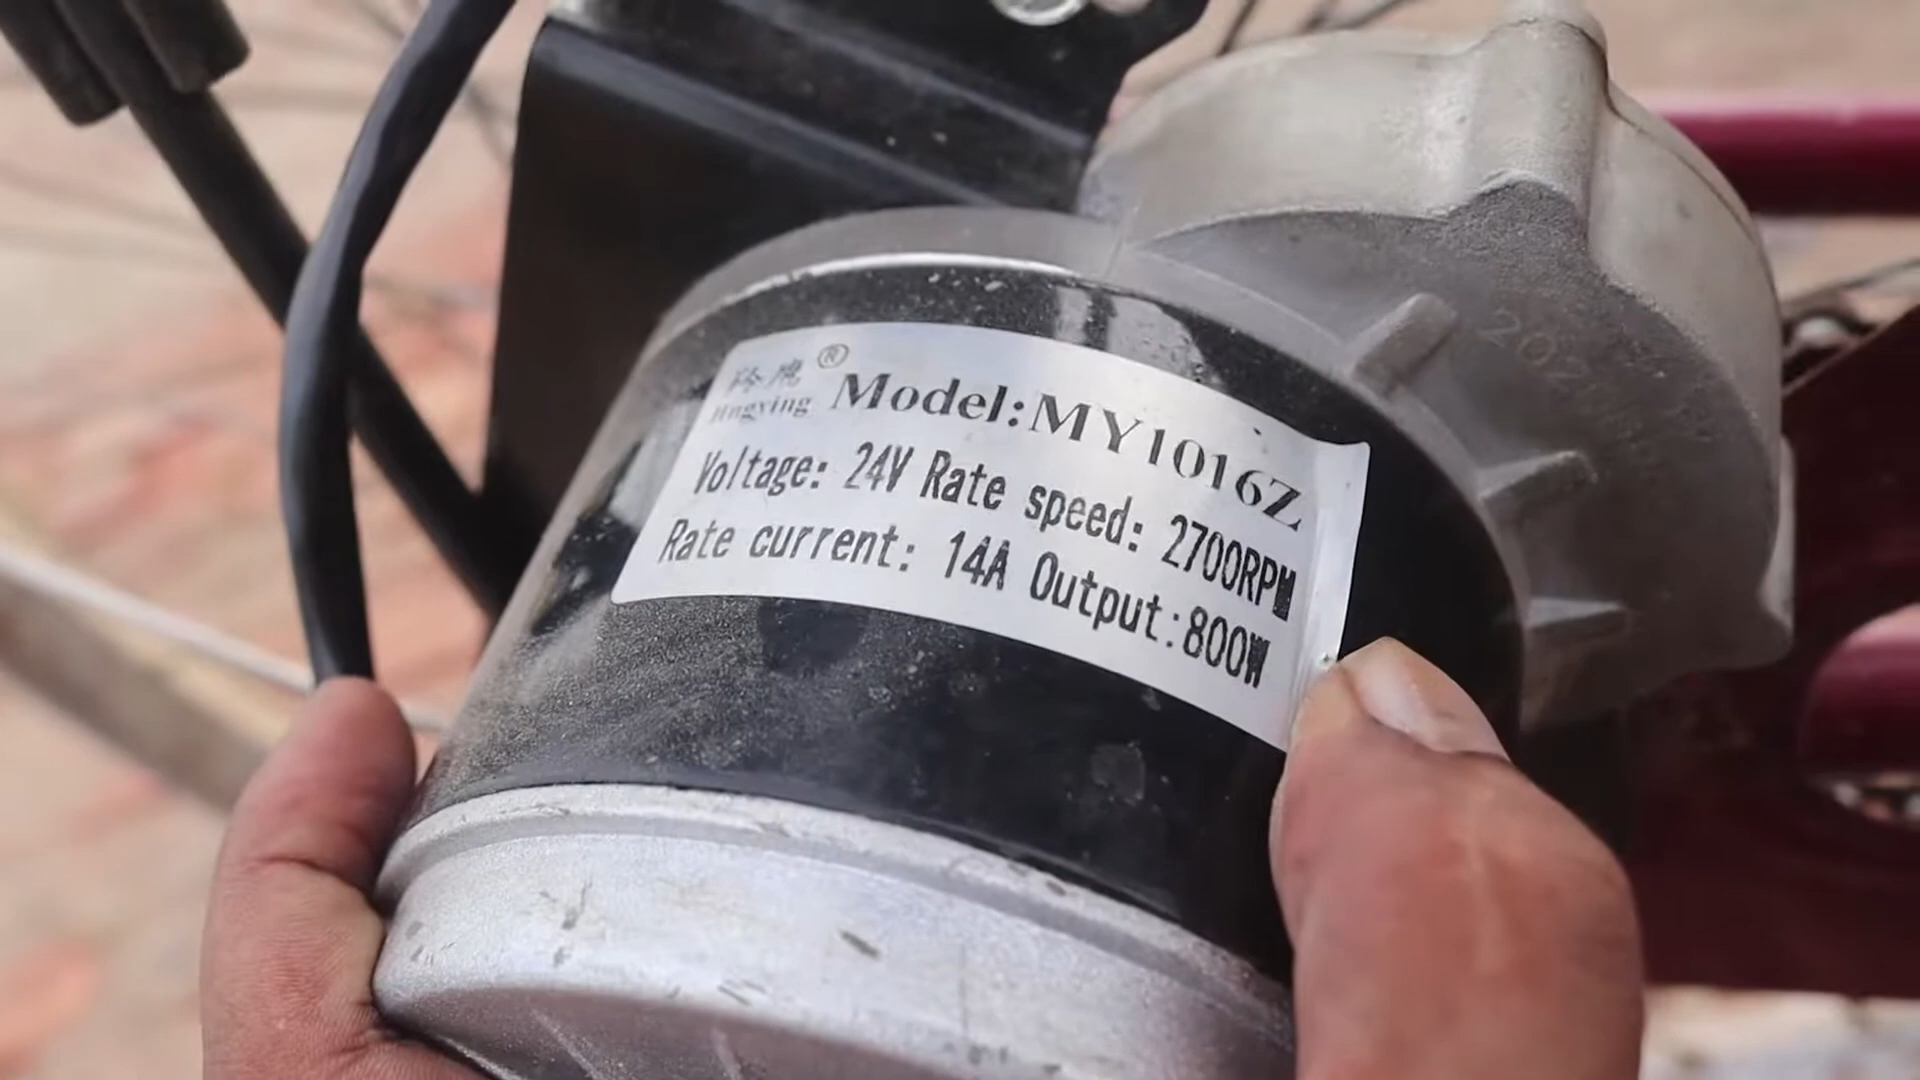 ® Model:MY1016Z
Voltage: 24V Rate speed: 2700RPM
Rate current: 14A Output:800W